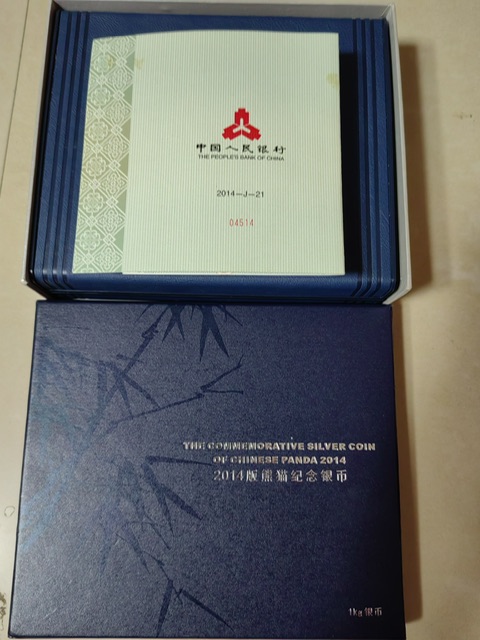 中国人民银行
THE PEOPLE'S BANK OF CHINA
2014-J-21
04514
THE COMMEMORATIVE SILVER COIN
OF CHINESE PANDA 2014
2014版熊猫纪念银币
1kg银币